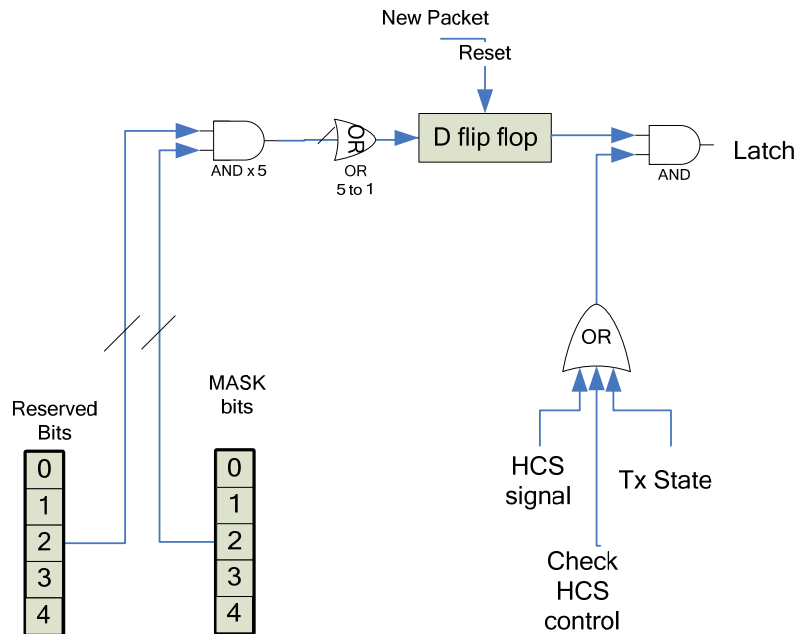 New Packet
Reset
D flip flop
AND x 5
OR
OR
5 to 1
AND
Latch
OR
Reserved
Bits
MASK
bits
0
1
2
3
4
0
1
2
3
4
HCS
signal
Tx State
Check
HCS
control